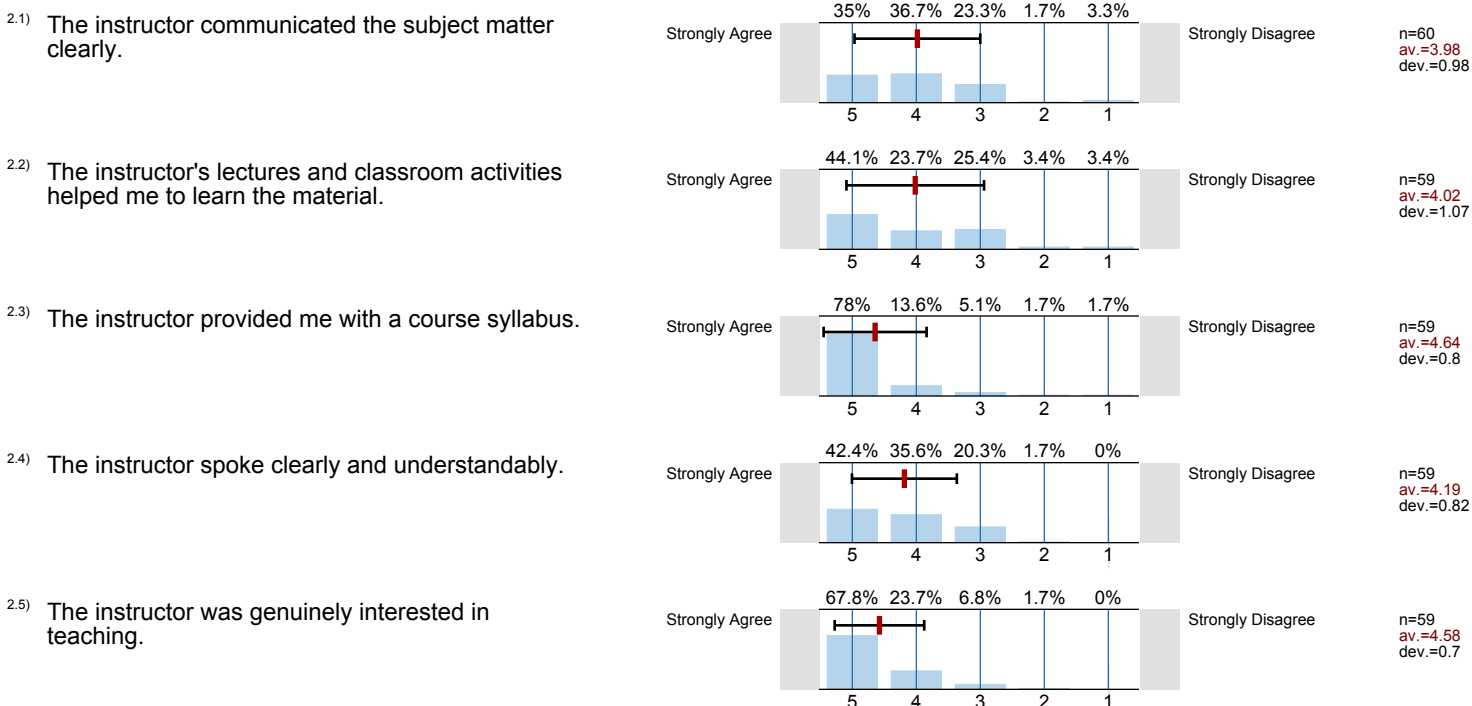 35% 36.7% 23.3% 1.7% 3.3%
2.1) The instructor communicated the subject matter
clearly.
Strongly Agree
Strongly Disagree
n=60
av.=3.98
dev.=0.98
5 4 3 2 1
44.1% 23.7% 25.4% 3.4% 3.4%
2.2) The instructor's lectures and classroom activities
helped me to learn the material.
Strongly Agree
Strongly Disagree
n=59
av.=4.02
dev.=1.07
5 4 3 2 1
78% 13.6% 5.1% 1.7% 1.7%
2.3) The instructor provided me with a course syllabus.
Strongly Agree
Strongly Disagree
n=59
av.=4.64
dev.=0.8
5 4 3 2 1
42.4% 35.6% 20.3% 1.7% 0%
2.4) The instructor spoke clearly and understandably.
Strongly Agree
Strongly Disagree
n=59
av.=4.19
dev.=0.82
5 4 3 2 1
67.8% 23.7% 6.8% 1.7% 0%
2.5) The instructor was genuinely interested in
teaching.
Strongly Agree
Strongly Disagree
n=59
av.=4.58
dev.=0.7
5 4 3 2 1